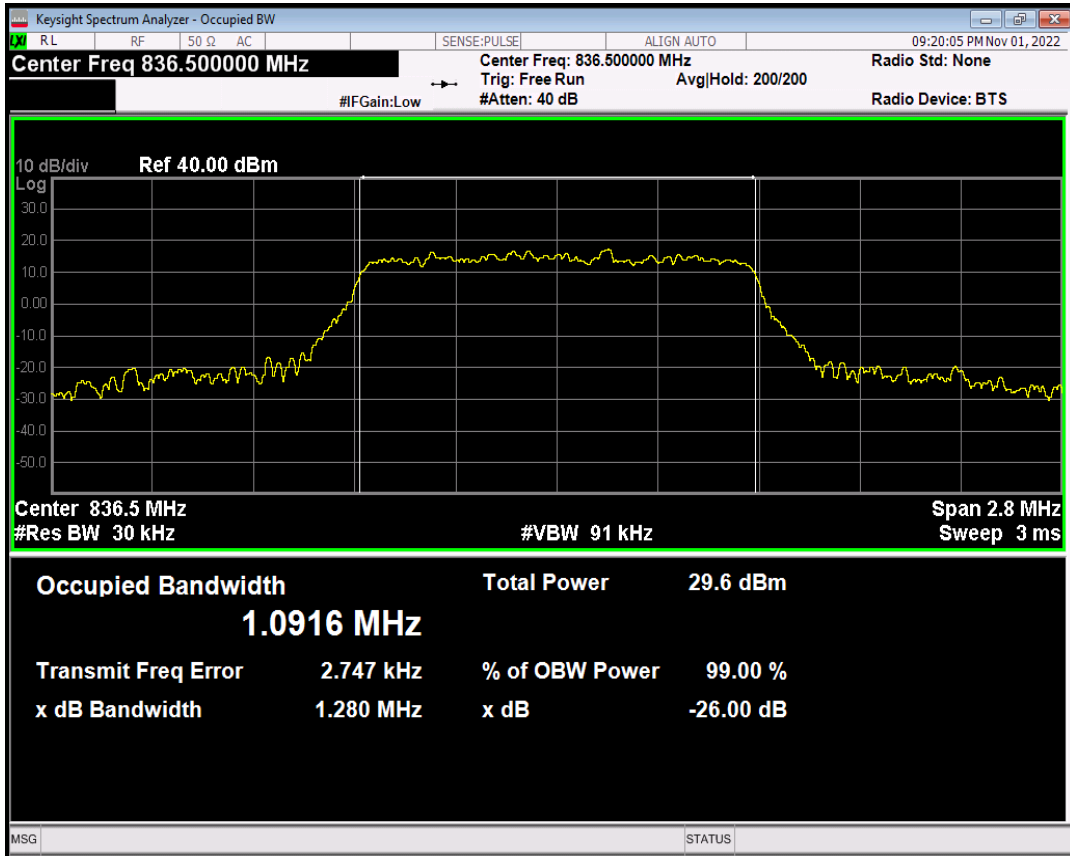 Keysight Spectrum Analyzer - Occupied BW
LXI RL RF 50 Ω AC SENSE:PULSE ALIGN AUTO 09:20:05 PM Nov 01, 2022
Center Freq 836.500000 MHz
Center Freq: 836.500000 MHz Radio Std: None
Trig: Free Run Avg|Hold: 200/200
#IFGain:Low #Atten: 40 dB Radio Device: BTS
10 dB/div Ref 40.00 dBm
Log
30.0
20.0
10.0
0.00
-10.0
-20.0
-30.0
-40.0
-50.0
Center 836.5 MHz Span 2.8 MHz
#Res BW 30 kHz #VBW 91 kHz Sweep 3 ms
Occupied Bandwidth Total Power 29.6 dBm
1.0916 MHz
Transmit Freq Error 2.747 kHz % of OBW Power 99.00 %
x dB Bandwidth 1.280 MHz x dB -26.00 dB
MSG STATUS